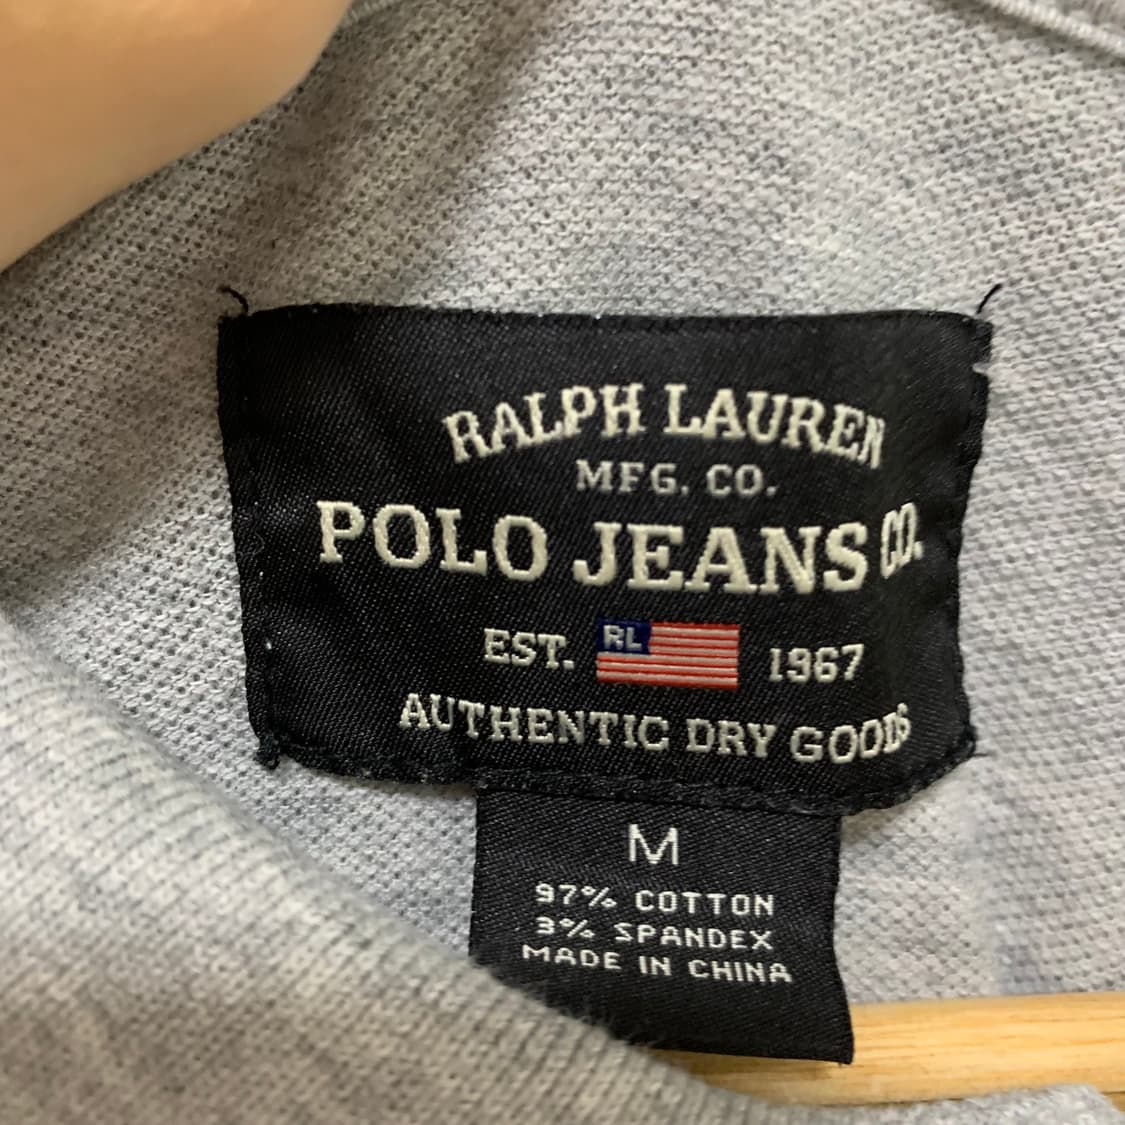 RALPH LAUREN
MFG. CO.
POLO JEANS CO.
EST. RL 1967
AUTHENTIC DRY GOODS
M
97% COTTON
3% SPANDEX
MADE IN CHINA